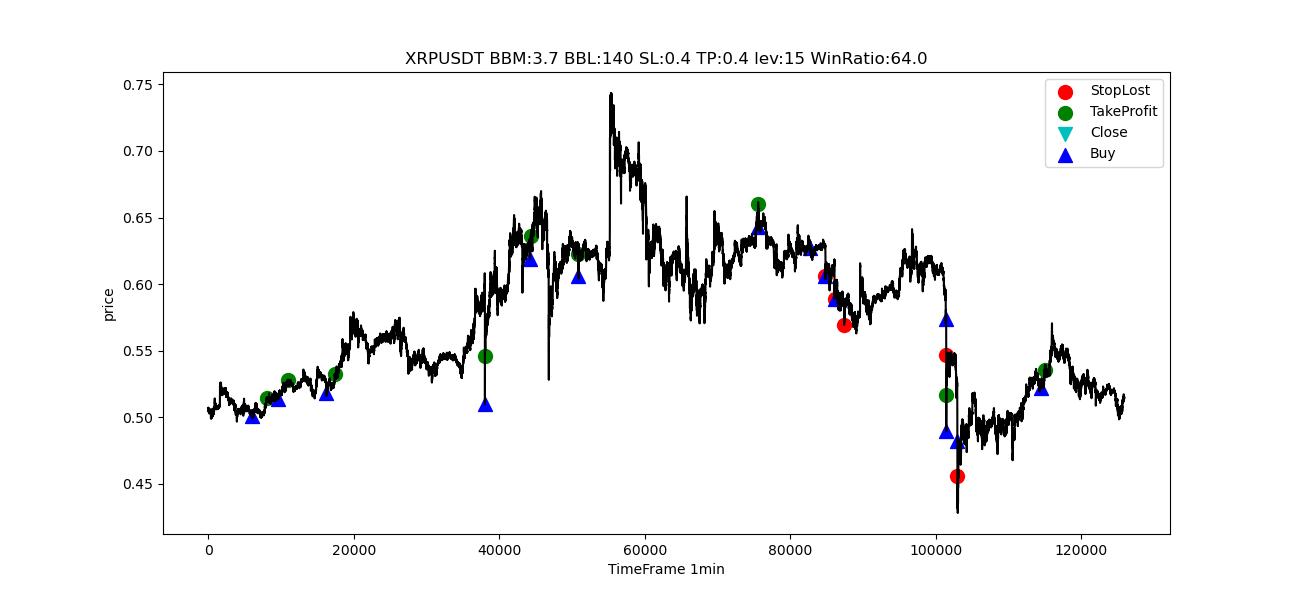 XRPUSDT BBM:3.7 BBL:140 SL:0.4 TP:0.4 lev:15 WinRatio:64.0
0.75
0.70
0.65
0.60
0.55
0.50
0.45
price
StopLost
TakeProfit
Close
Buy
0 20000 40000 60000 80000 100000 120000
TimeFrame 1min